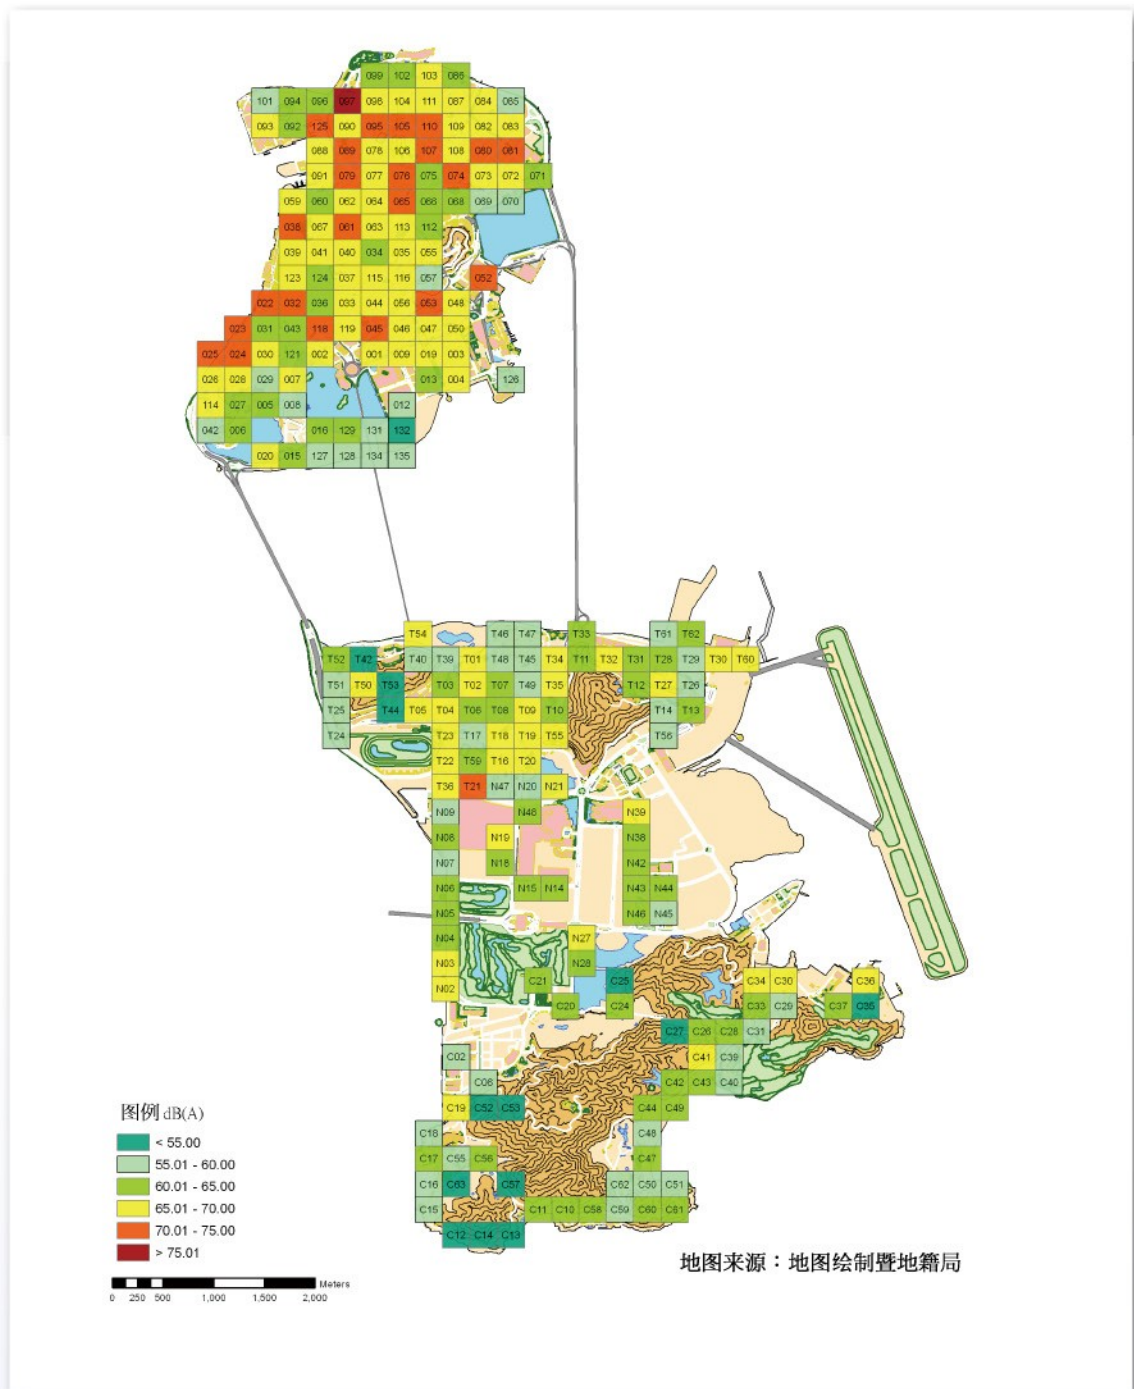 099 102 103 086
101 094 096 097 098 104 111 087 084 085
093 092 125 090 095 105 110 109 082 083
088 089 078 106 107 108 080 081
091 079 077 076 075 074 073 072 071
059 060 062 064 065 066 068 069 070
038 067 061 063 113 112
039 041 040 034 035 055
123 124 037 115 116 057 052
022 032 036 033 044 056 053 048
023 031 043 118 119 045 046 047 050
025 024 030 121 002 001 009 019 003
026 028 029 007 013 004 126
114 027 005 008 012
042 006 016 129 131 132
020 015 127 128 134 135
T54 T46 T47 T33 T61 T62
T52 T42 T40 T39 T01 T48 T45 T34 T11 T32 T31 T28 T29 T30 T60
T51 T50 T53 T03 T02 T07 T49 T35 T12 T27 T26
T25 T44 T05 T04 T06 T08 T09 T10 T14 T13
T24 T23 T17 T18 T19 T55 T56
T22 T59 T16 T20
T36 T21 N47 N20 N21
N09 N48 N39
N08 N19 N38
N07 N18 N42
N06 N15 N14 N43 N44
N05 N46 N45
N04 N27
N03 N28
N02 C21 C25 C34 C30 C36
C20 C24 C33 C29 C37 C35
C27 C26 C28 C31
C02 C41 C39
C06 C42 C43 C40
C19 C52 C53 C44 C49
C18 C48
C17 C55 C56 C47
C16 C63 C57 C62 C50 C51
C15 C11 C10 C58 C59 C60 C61
C12 C14 C13
图例 dB(A)
< 55.00
55.01 - 60.00
60.01 - 65.00
65.01 - 70.00
70.01 - 75.00
> 75.01
地图来源：地图绘制暨地籍局
Meters
0 250 500 1,000 1,500 2,000